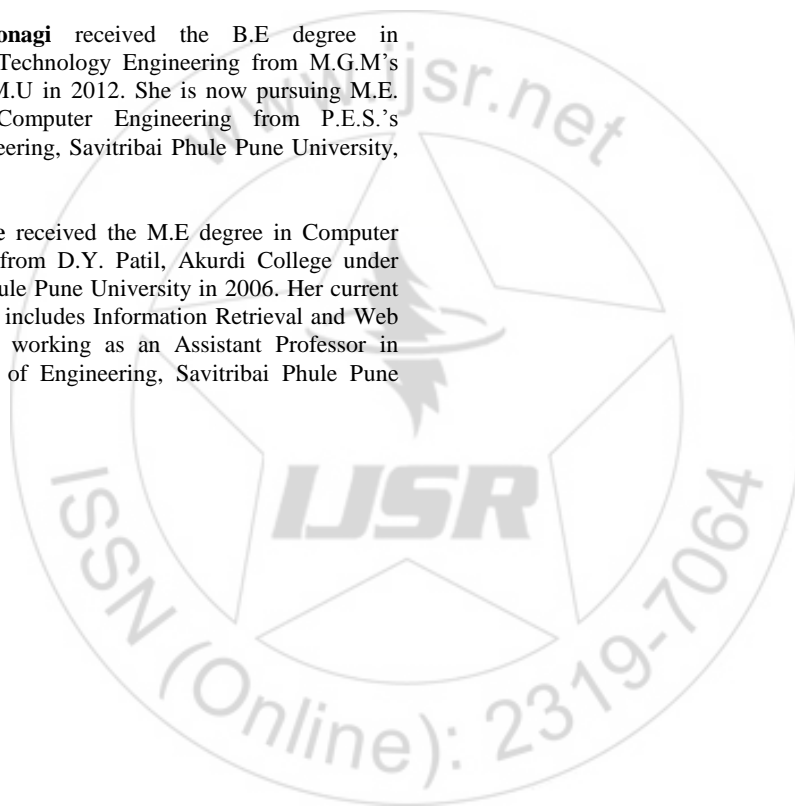 onagi received the B.E degree in
Technology Engineering from M.G.M's
M.U in 2012. She is now pursuing M.E.
Computer Engineering from P.E.S.'s
eering, Savitribai Phule Pune University,
e received the M.E degree in Computer
from D.Y. Patil, Akurdi College under
ule Pune University in 2006. Her current
includes Information Retrieval and Web
working as an Assistant Professor in
of Engineering, Savitribai Phule Pune
www.ijsr.net
IJSR
ISSN (Online): 2319-7064